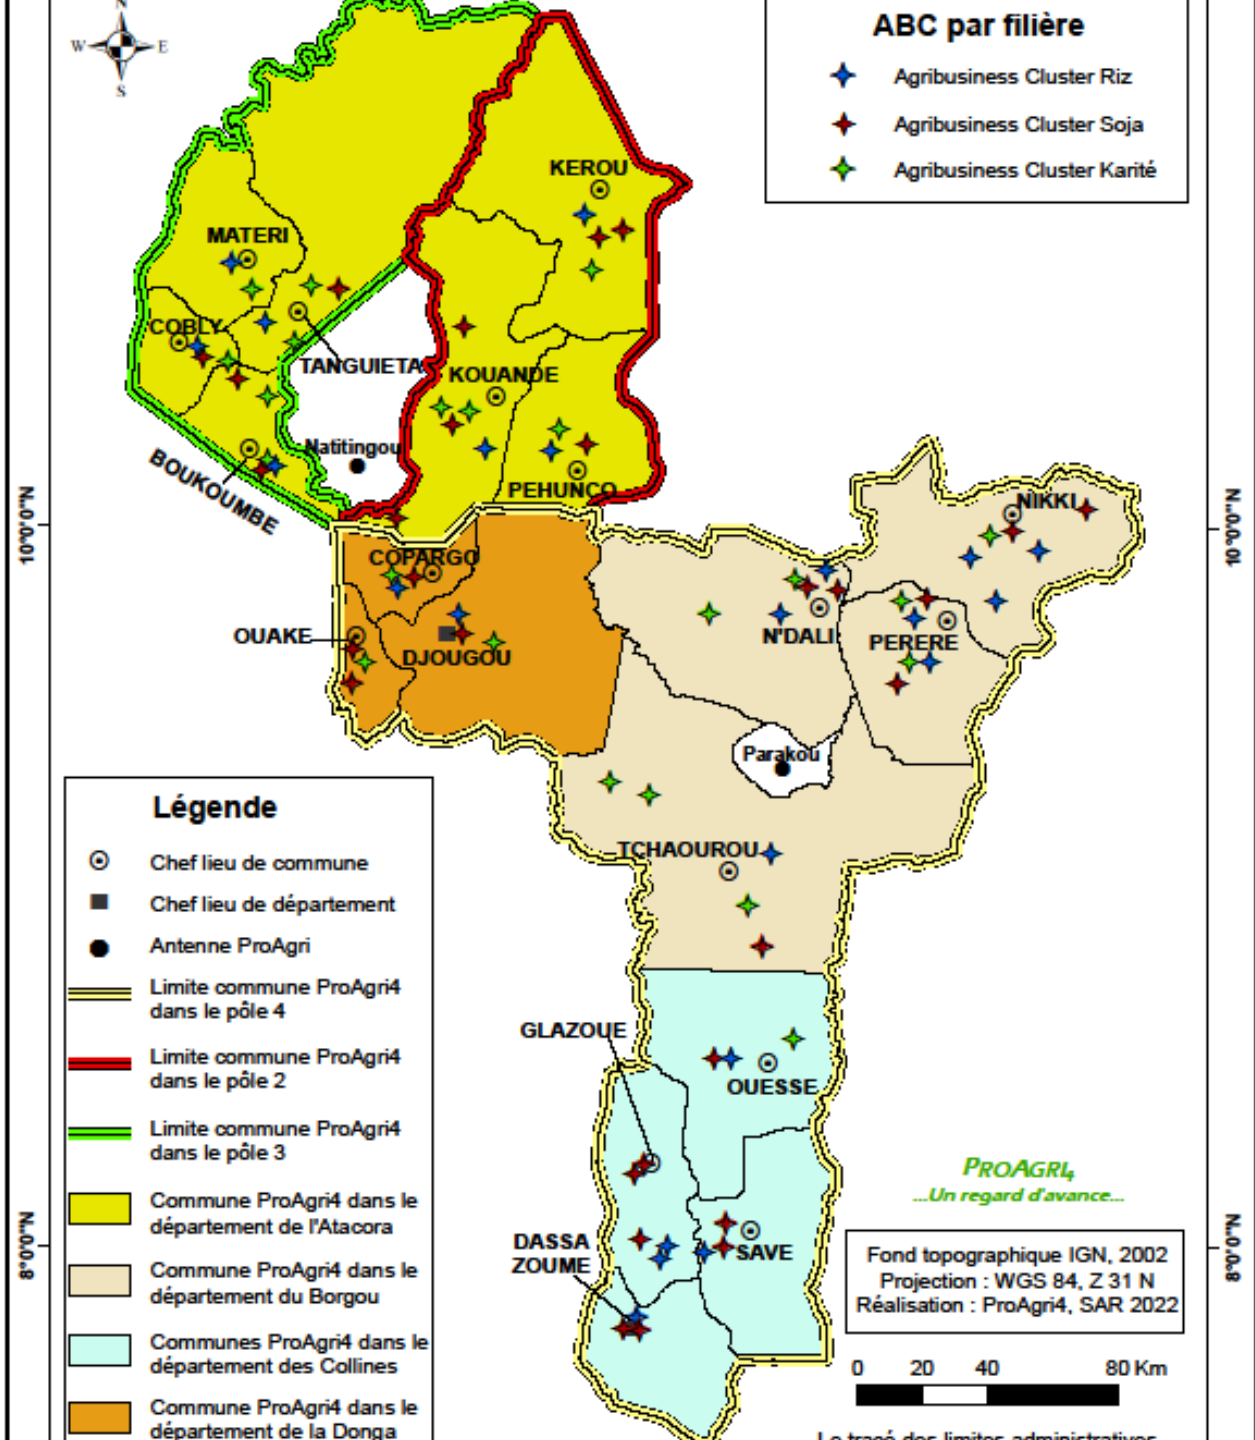 N
W
E
S
ABC par filière
Agribusiness Cluster Riz
Agribusiness Cluster Soja
Agribusiness Cluster Karité
KEROU
MATERI
COBLY
TANGUIETA
KOUANDE
Natitingou
BOUKOUMBE
PEHUNCO
NIKKI
10°0'0"N
10°0'0"N
COPARGO
OUAKE
DJOUGOU
N'DALI
PERERE
Parakou
TCHAOUROU
Légende
Chef lieu de commune
Chef lieu de département
Antenne ProAgri
Limite commune ProAgri4
dans le pôle 4
Limite commune ProAgri4
dans le pôle 2
Limite commune ProAgri4
dans le pôle 3
Commune ProAgri4 dans le
département de l'Atacora
Commune ProAgri4 dans le
département du Borgou
Communes ProAgri4 dans le
département des Collines
Commune ProAgri4 dans le
département de la Donga
GLAZOUE
OUESSE
DASSA
ZOUME
SAVE
8°0'0"N
8°0'0"N
PROAGRI4
...Un regard d'avance...
Fond topographique IGN, 2002
Projection : WGS 84, Z 31 N
Réalisation : ProAgri4, SAR 2022
0 20 40 80 Km
Le tracé des limites administratives